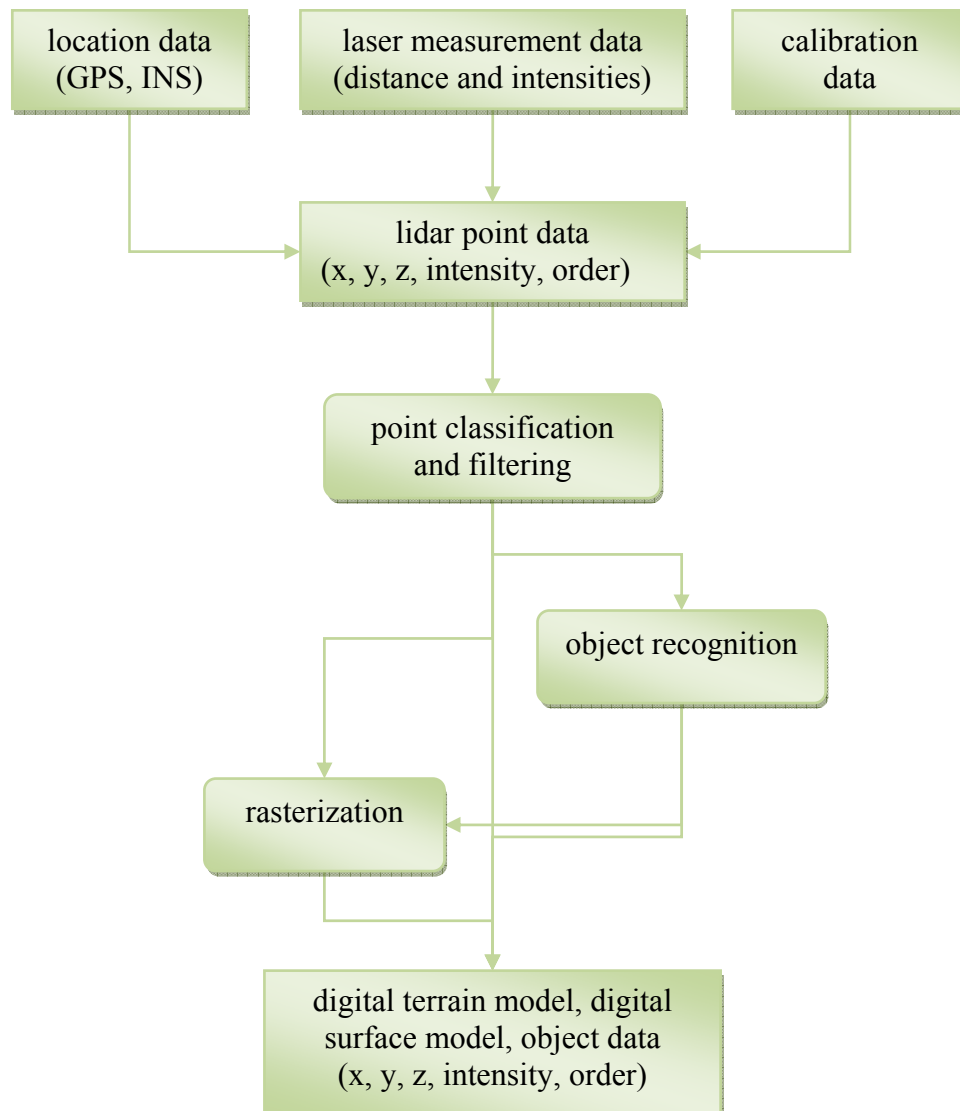 location data
(GPS, INS)
laser measurement data
(distance and intensities)
calibration
data
lidar point data
(x, y, z, intensity, order)
point classification
and filtering
object recognition
rasterization
digital terrain model, digital
surface model, object data
(x, y, z, intensity, order)